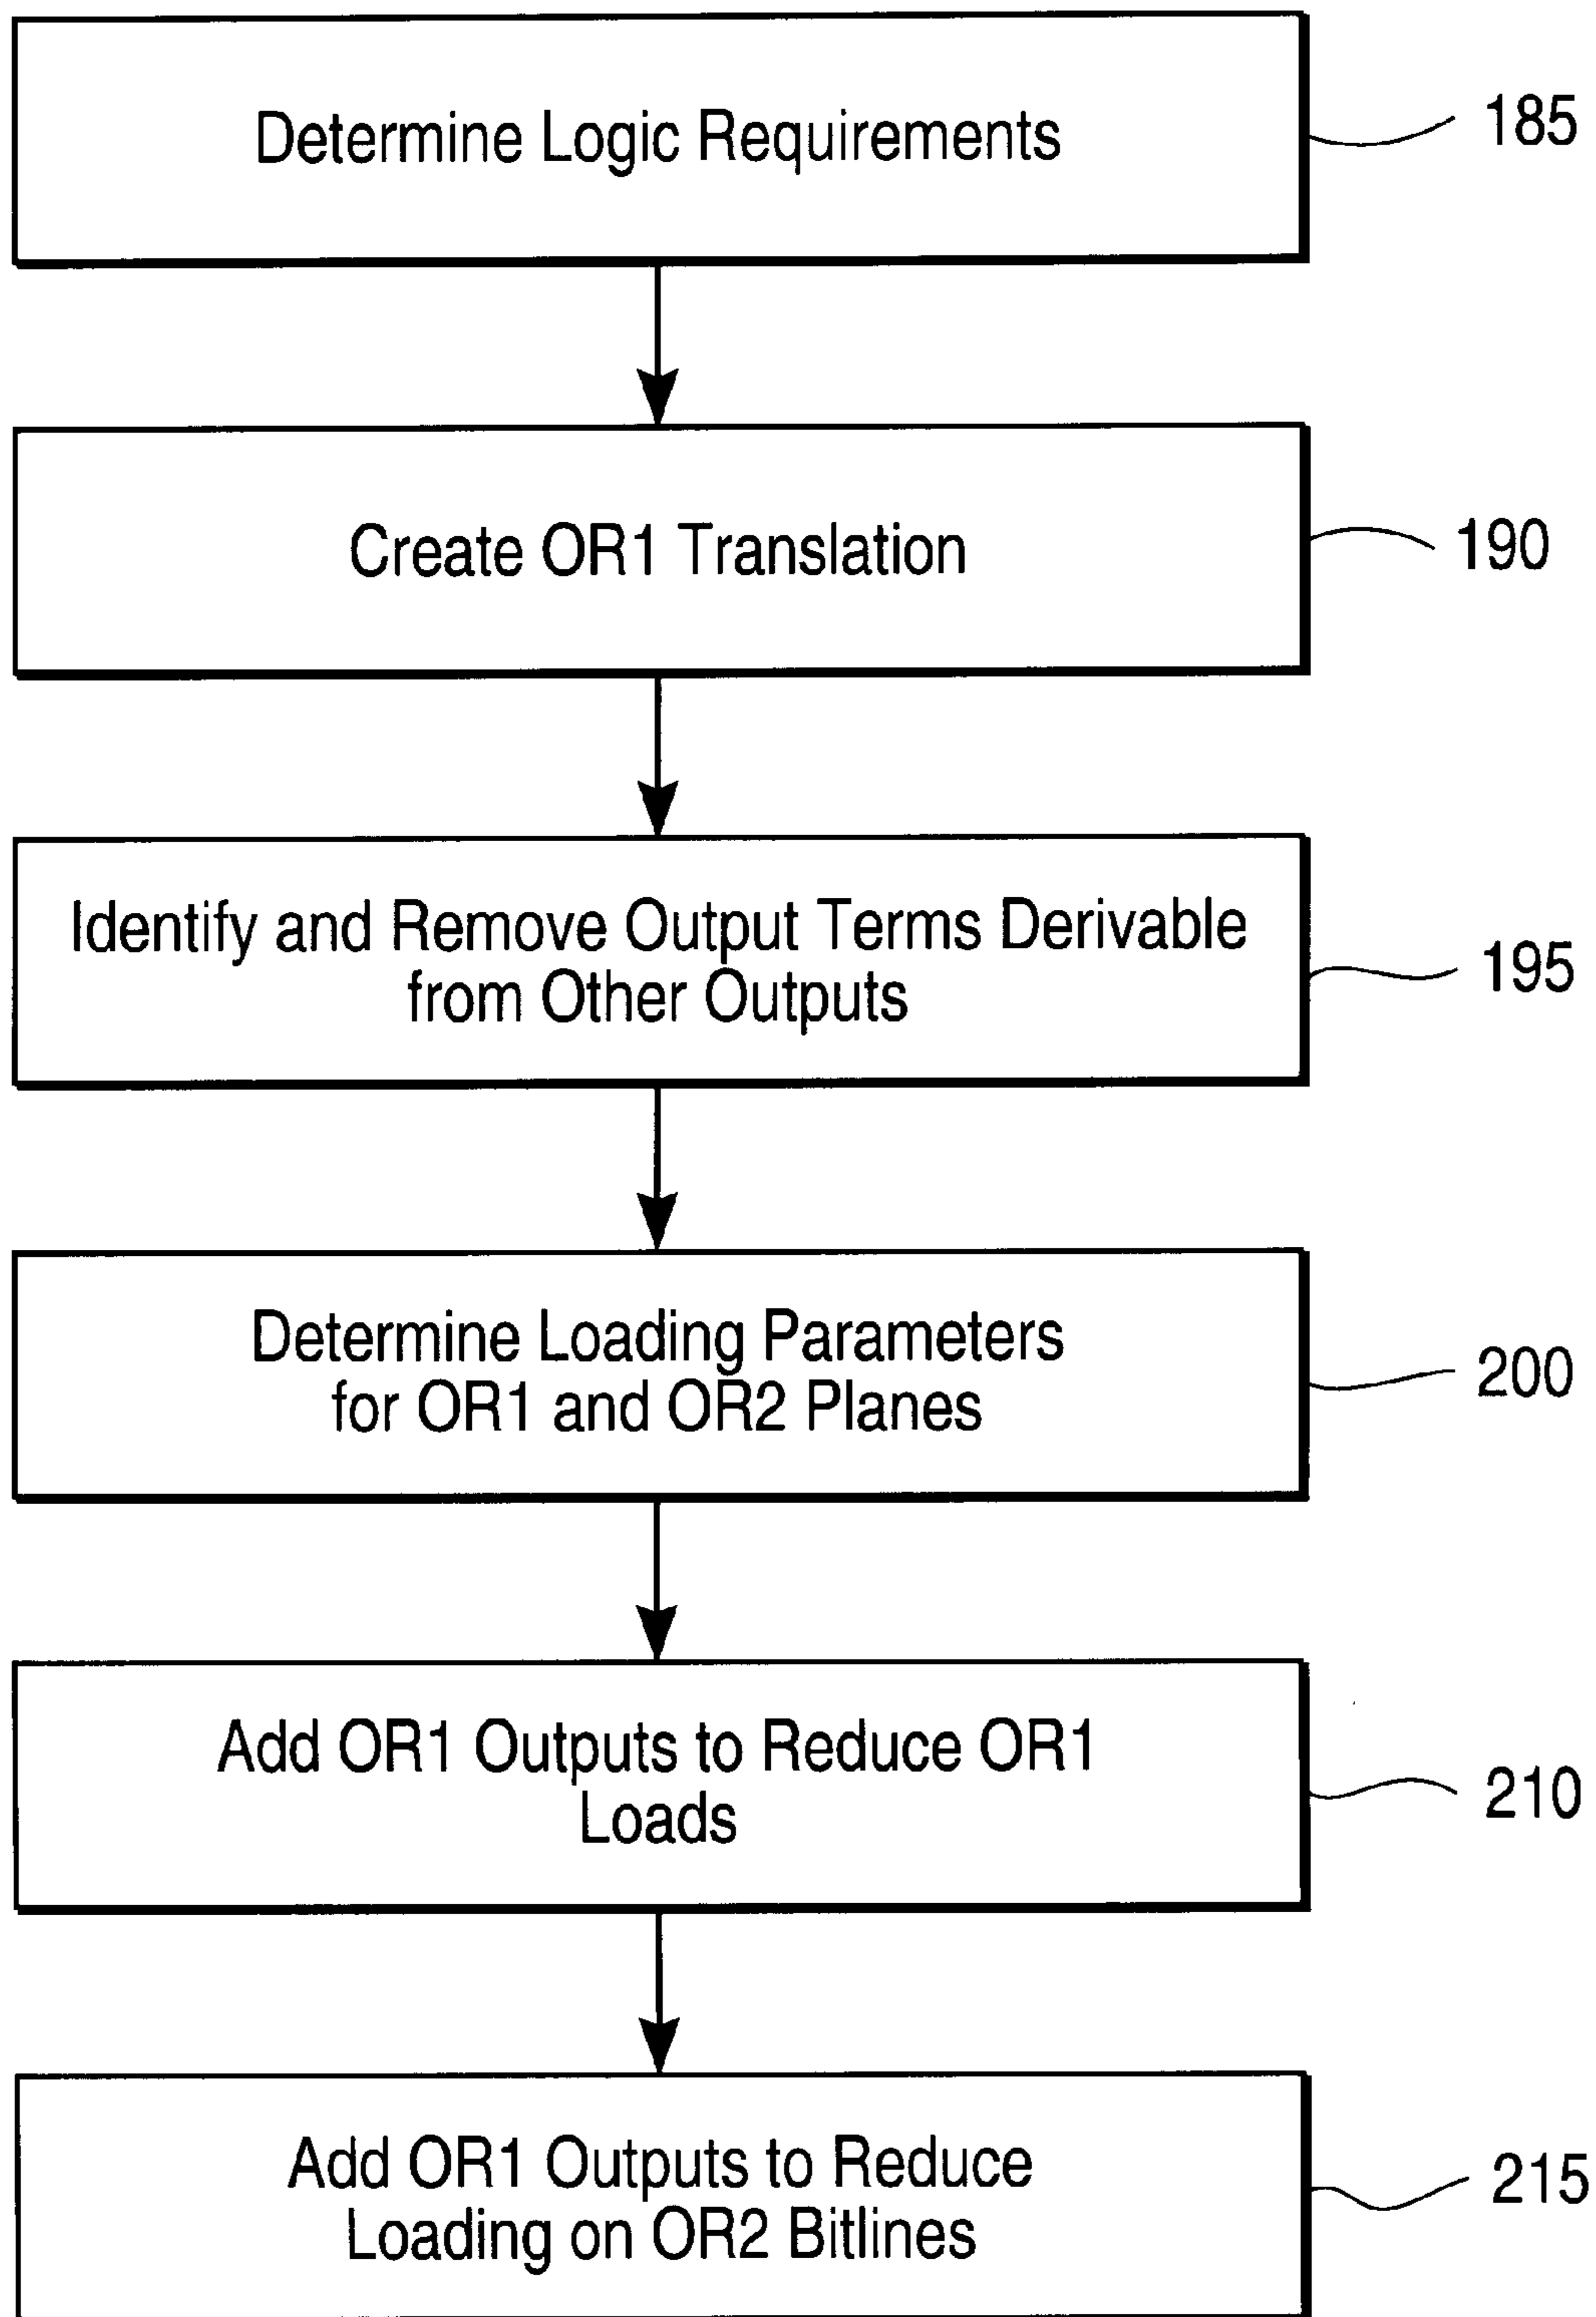 Determine Logic Requirements
185
Create OR1 Translation
190
Identify and Remove Output Terms Derivable
from Other Outputs
195
Determine Loading Parameters
for OR1 and OR2 Planes
200
Add OR1 Outputs to Reduce OR1
Loads
210
Add OR1 Outputs to Reduce
Loading on OR2 Bitlines
215